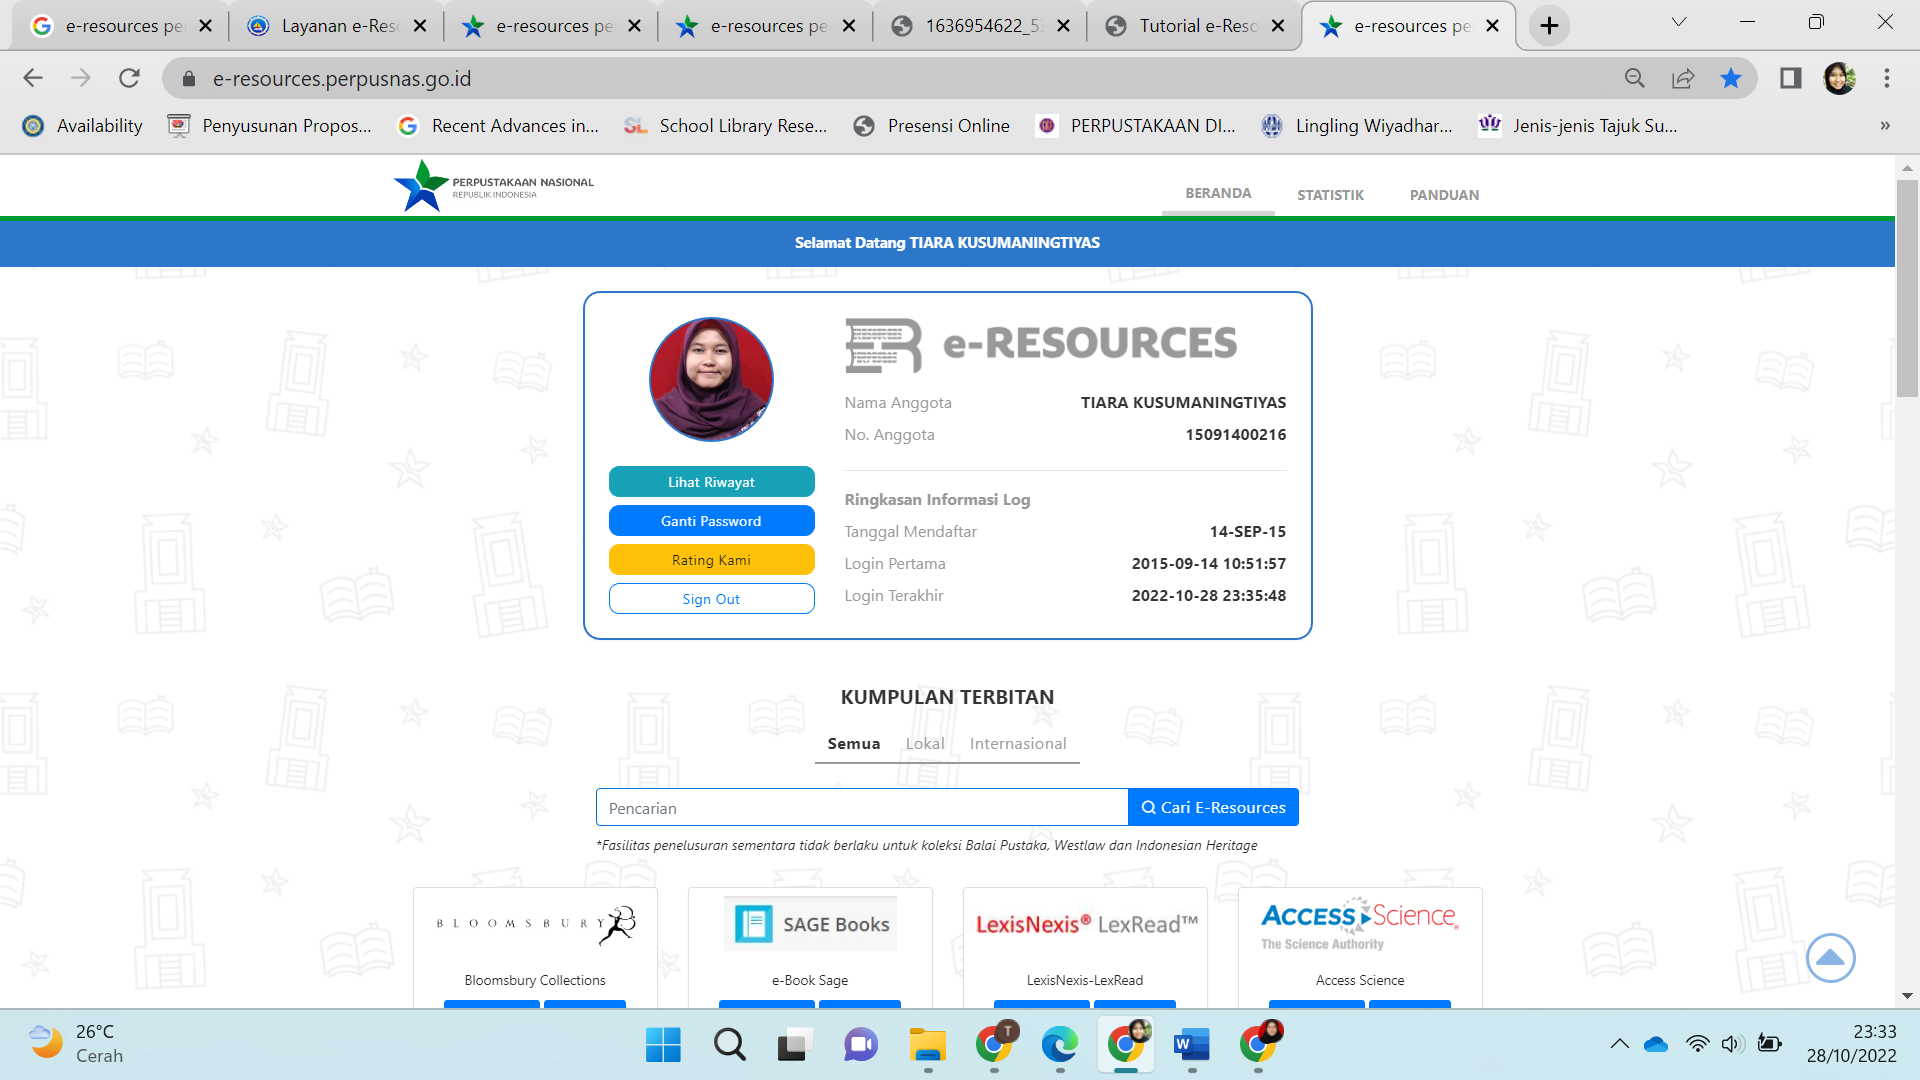 e-resources pe
Layanan e-Reso
e-resources pe
e-resources pe
1636954622_53
Tutorial e-Reso
e-resources pe
e-resources.perpusnas.go.id
Availability
Penyusunan Propos...
Recent Advances in...
SL
School Library Rese...
Presensi Online
PERPUSTAKAAN DI...
Lingling Wiyadhar...
Jenis-jenis Tajuk Su...
»
PERPUSTAKAAN NASIONAL
REPUBLIK INDONESIA
BERANDA
STATISTIK
PANDUAN
Selamat Datang TIARA KUSUMANINGTIYAS
e-RESOURCES
Nama Anggota TIARA KUSUMANINGTIYAS
No. Anggota 15091400216
Lihat Riwayat
Ganti Password
Rating Kami
Sign Out
Ringkasan Informasi Log
Tanggal Mendaftar 14-SEP-15
Login Pertama 2015-09-14 10:51:57
Login Terakhir 2022-10-28 23:35:48
KUMPULAN TERBITAN
Semua Lokal Internasional
Pencarian
Cari E-Resources
*Fasilitas penelusuran sementara tidak berlaku untuk koleksi Balai Pustaka, Westlaw dan Indonesian Heritage
BLOOMSBURY
Bloomsbury Collections
SAGE Books
e-Book Sage
LexisNexis® LexRead™
LexisNexis-LexRead
ACCESS Science®
The Science Authority
Access Science
26°C
Cerah
T
W
23:33
28/10/2022